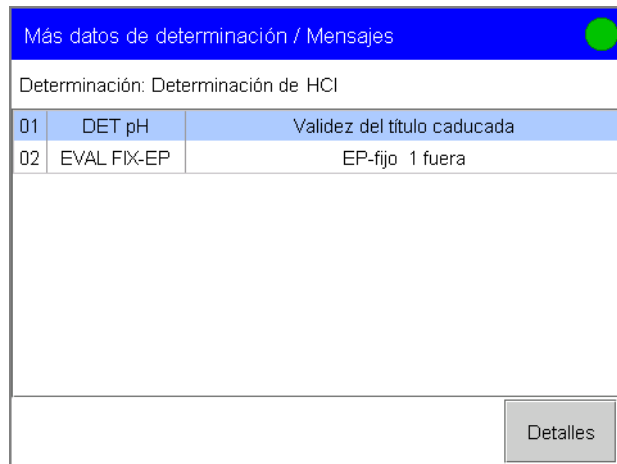 Más datos de determinación / Mensajes
Determinación: Determinación de HCl
01 DET pH Validez del título caducada
02 EVAL FIX-EP EP-fijo 1 fuera
Detalles